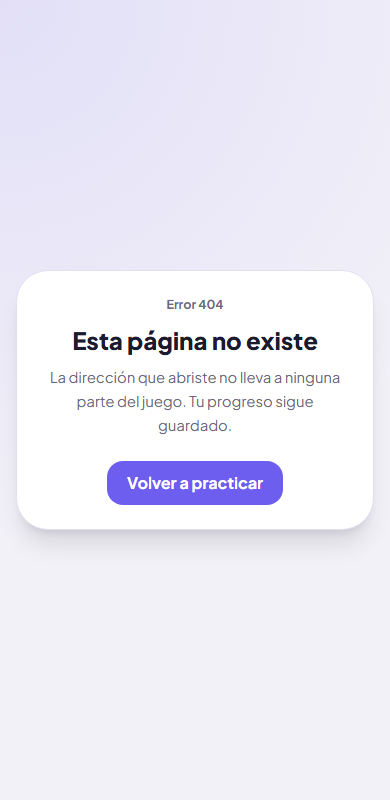 Error 404
Esta página no existe
La dirección que abriste no lleva a ninguna
parte del juego. Tu progreso sigue
guardado.
Volver a practicar